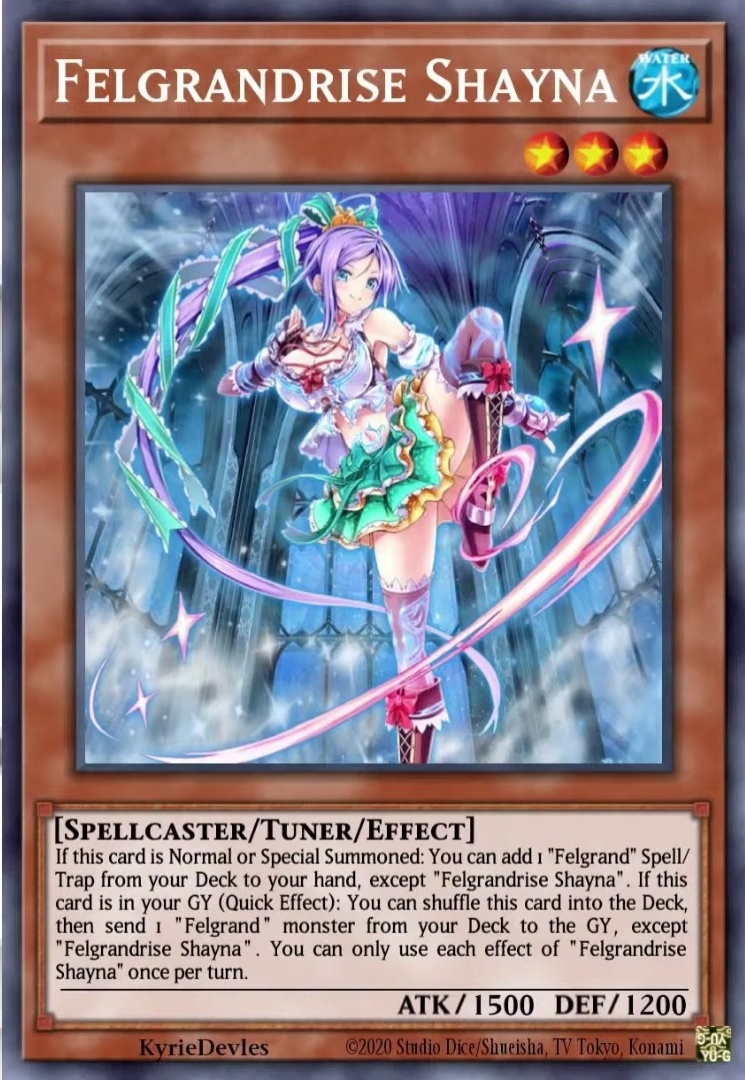 FELGRANDRISE SHAYNA
WATER
水
[SPELLCASTER/TUNER/EFFECT]
If this card is Normal or Special Summoned: You can add 1 "Felgrand" Spell/
Trap from your Deck to your hand, except "Felgrandrise Shayna". If this
card is in your GY (Quick Effect): You can shuffle this card into the Deck,
then send 1 "Felgrand" monster from your Deck to the GY, except
"Felgrandrise Shayna". You can only use each effect of "Felgrandrise
Shayna" once per turn.
ATK/1500 DEF/1200
KyrieDevles ©2020 Studio Dice/Shueisha, TV Tokyo, Konami